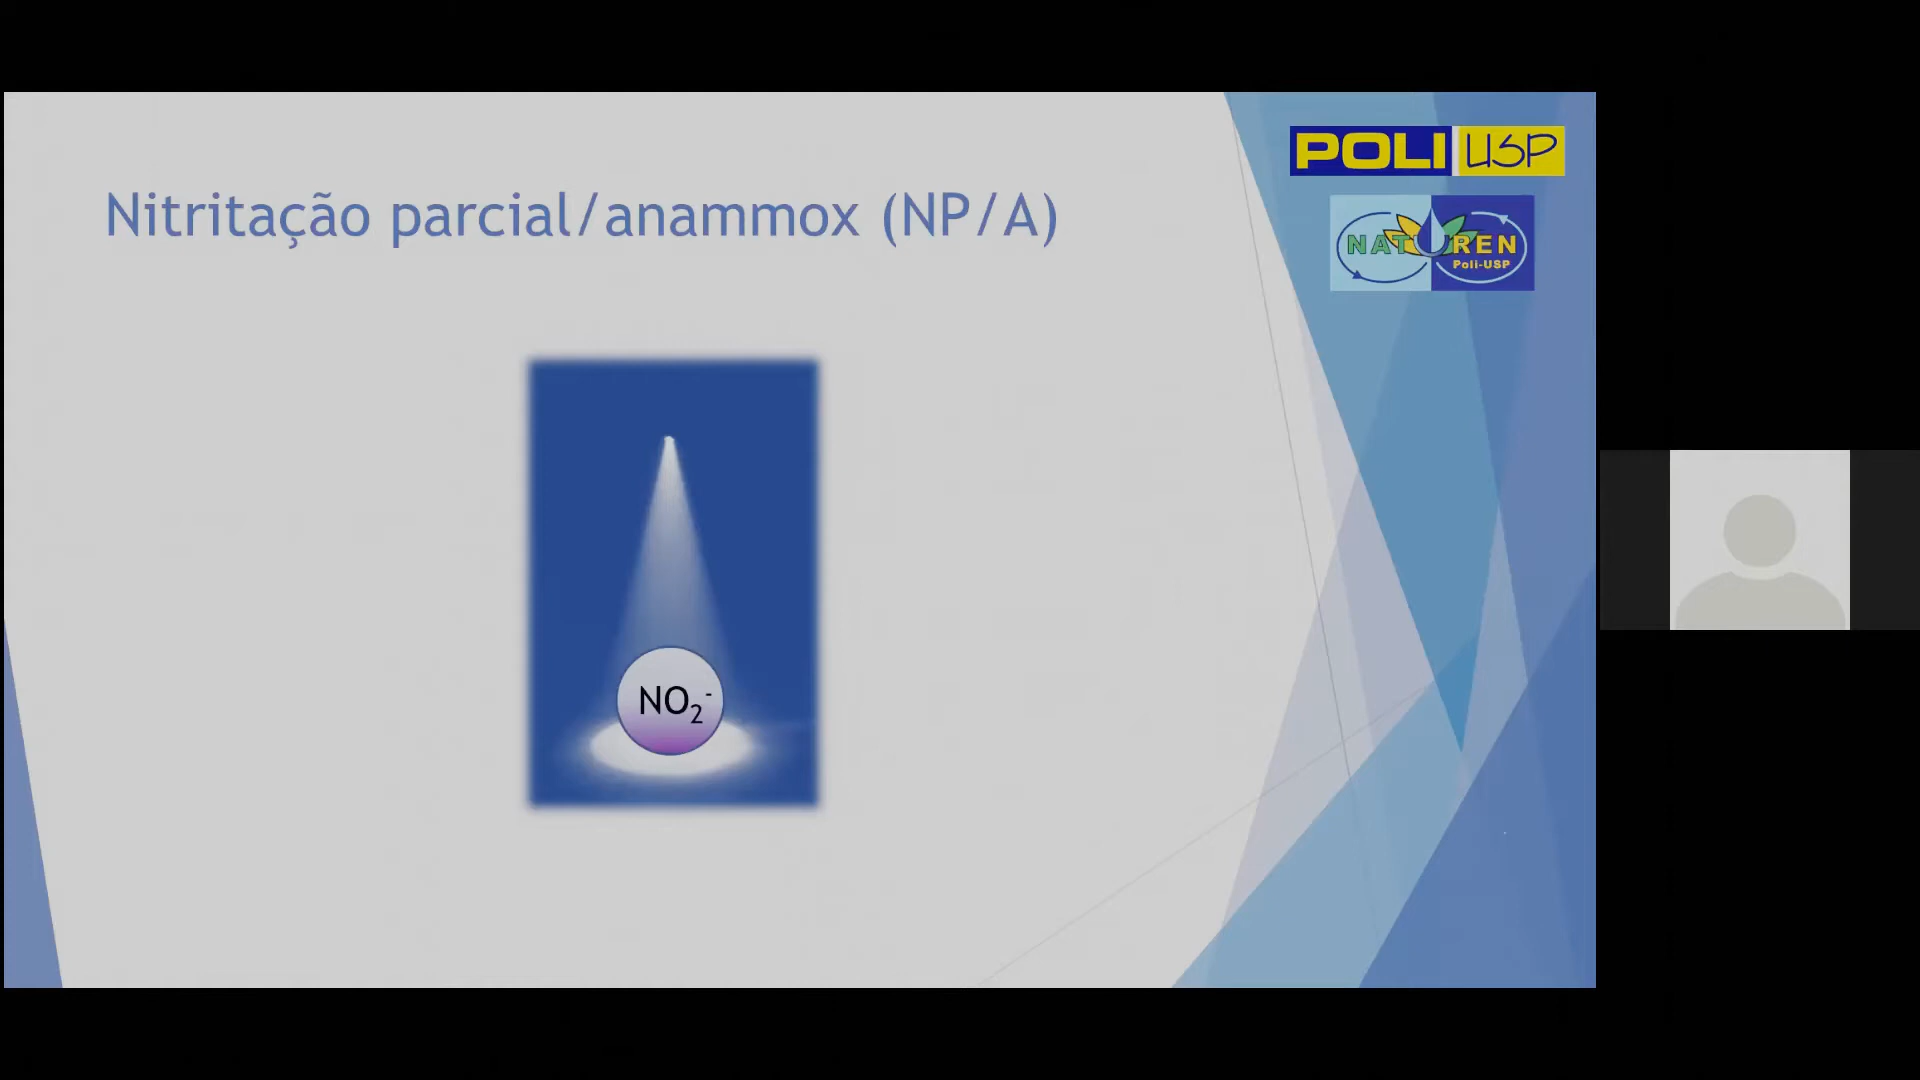 POLI USP
Nitritação parcial/anammox (NP/A)
NATUREN
Poli-USP
NO₂⁻